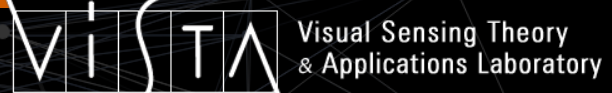 ViSTA
Visual Sensing Theory
& Applications Laboratory